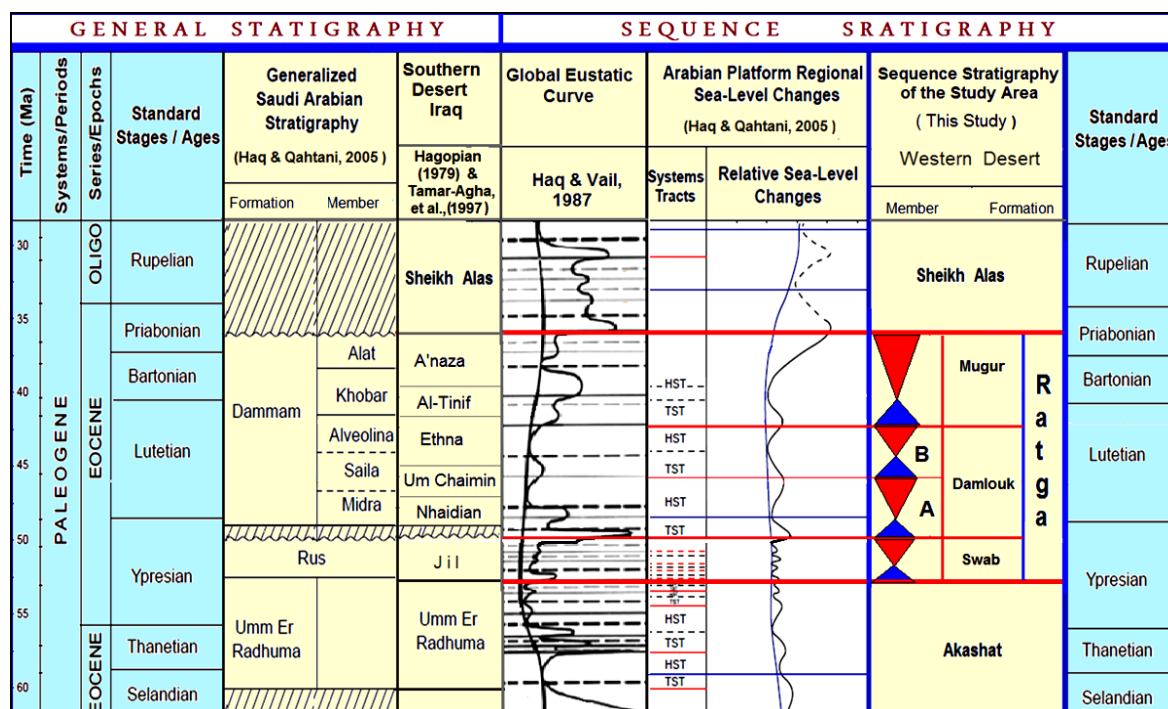 GENERAL STATIGRAPHY
SEQUENCE SRATIGRAPHY
Time (Ma)
Systems/Periods
Series/Epochs
Standard
Stages / Ages
Generalized
Saudi Arabian
Stratigraphy
(Haq & Qahtani, 2005)
Formation
Member
Southern
Desert
Iraq
Hagopian
(1979) &
Tamar-Agha,
et al.,(1997)
Global Eustatic
Curve
Haq & Vail,
1987
Arabian Platform Regional
Sea-Level Changes
(Haq & Qahtani, 2005)
Systems
Tracts
Relative Sea-Level
Changes
Sequence Stratigraphy
of the Study Area
( This Study )
Western Desert
Member
Formation
Standard
Stages / Ages
30
35
40
45
50
55
60
PALEOGENE
OLIGO
EOCENE
EOCENE
Rupelian
Priabonian
Bartonian
Lutetian
Ypresian
Thanetian
Selandian
Dammam
Rus
Umm Er
Radhuma
Alat
Khobar
Alveolina
Saila
Midra
Sheikh Alas
A'naza
Al-Tinif
Ethna
Um Chaimin
Nhaidian
Jil
Umm Er
Radhuma
HST
TST
HST
TST
HST
TST
TST
HST
TST
HST
TST
Sheikh Alas
Mugur
B
Damlouk
A
Swab
Ratga
Akashat
Rupelian
Priabonian
Bartonian
Lutetian
Ypresian
Thanetian
Selandian